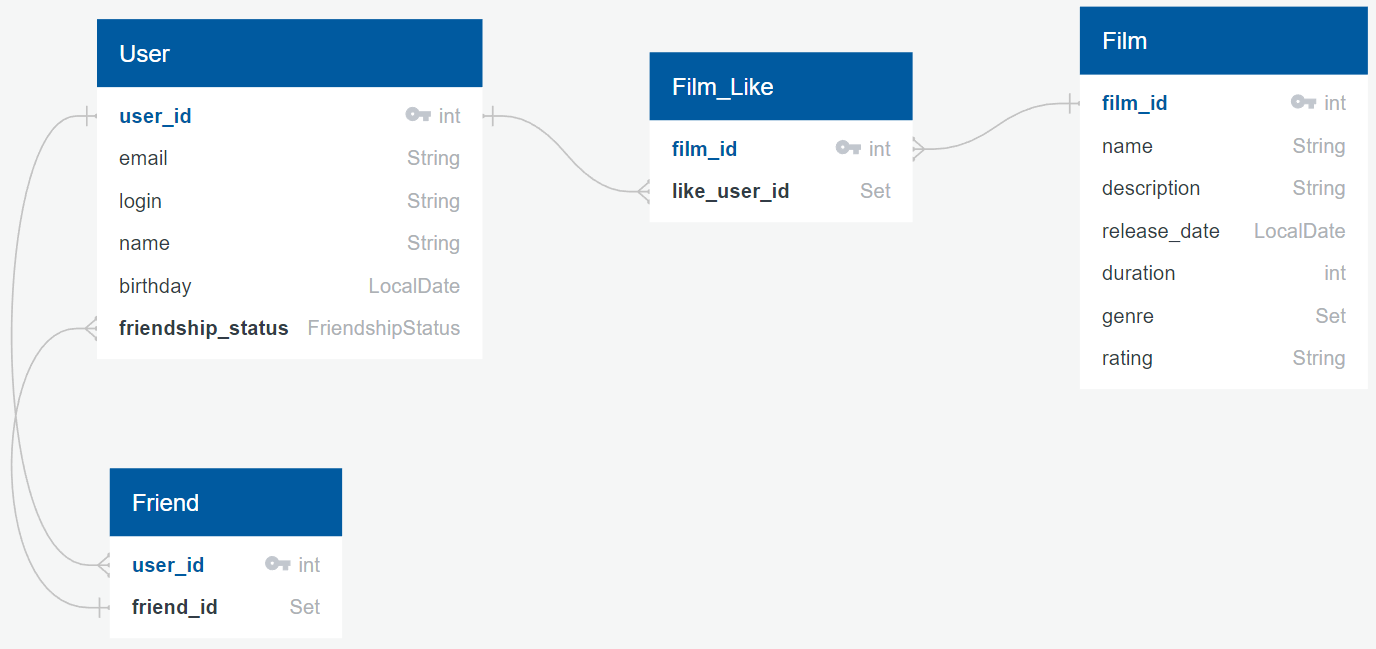 User
user_id int
email String
login String
name String
birthday LocalDate
friendship_status FriendshipStatus
Film_Like
film_id int
like_user_id Set
Film
film_id int
name String
description String
release_date LocalDate
duration int
genre Set
rating String
Friend
user_id int
friend_id Set